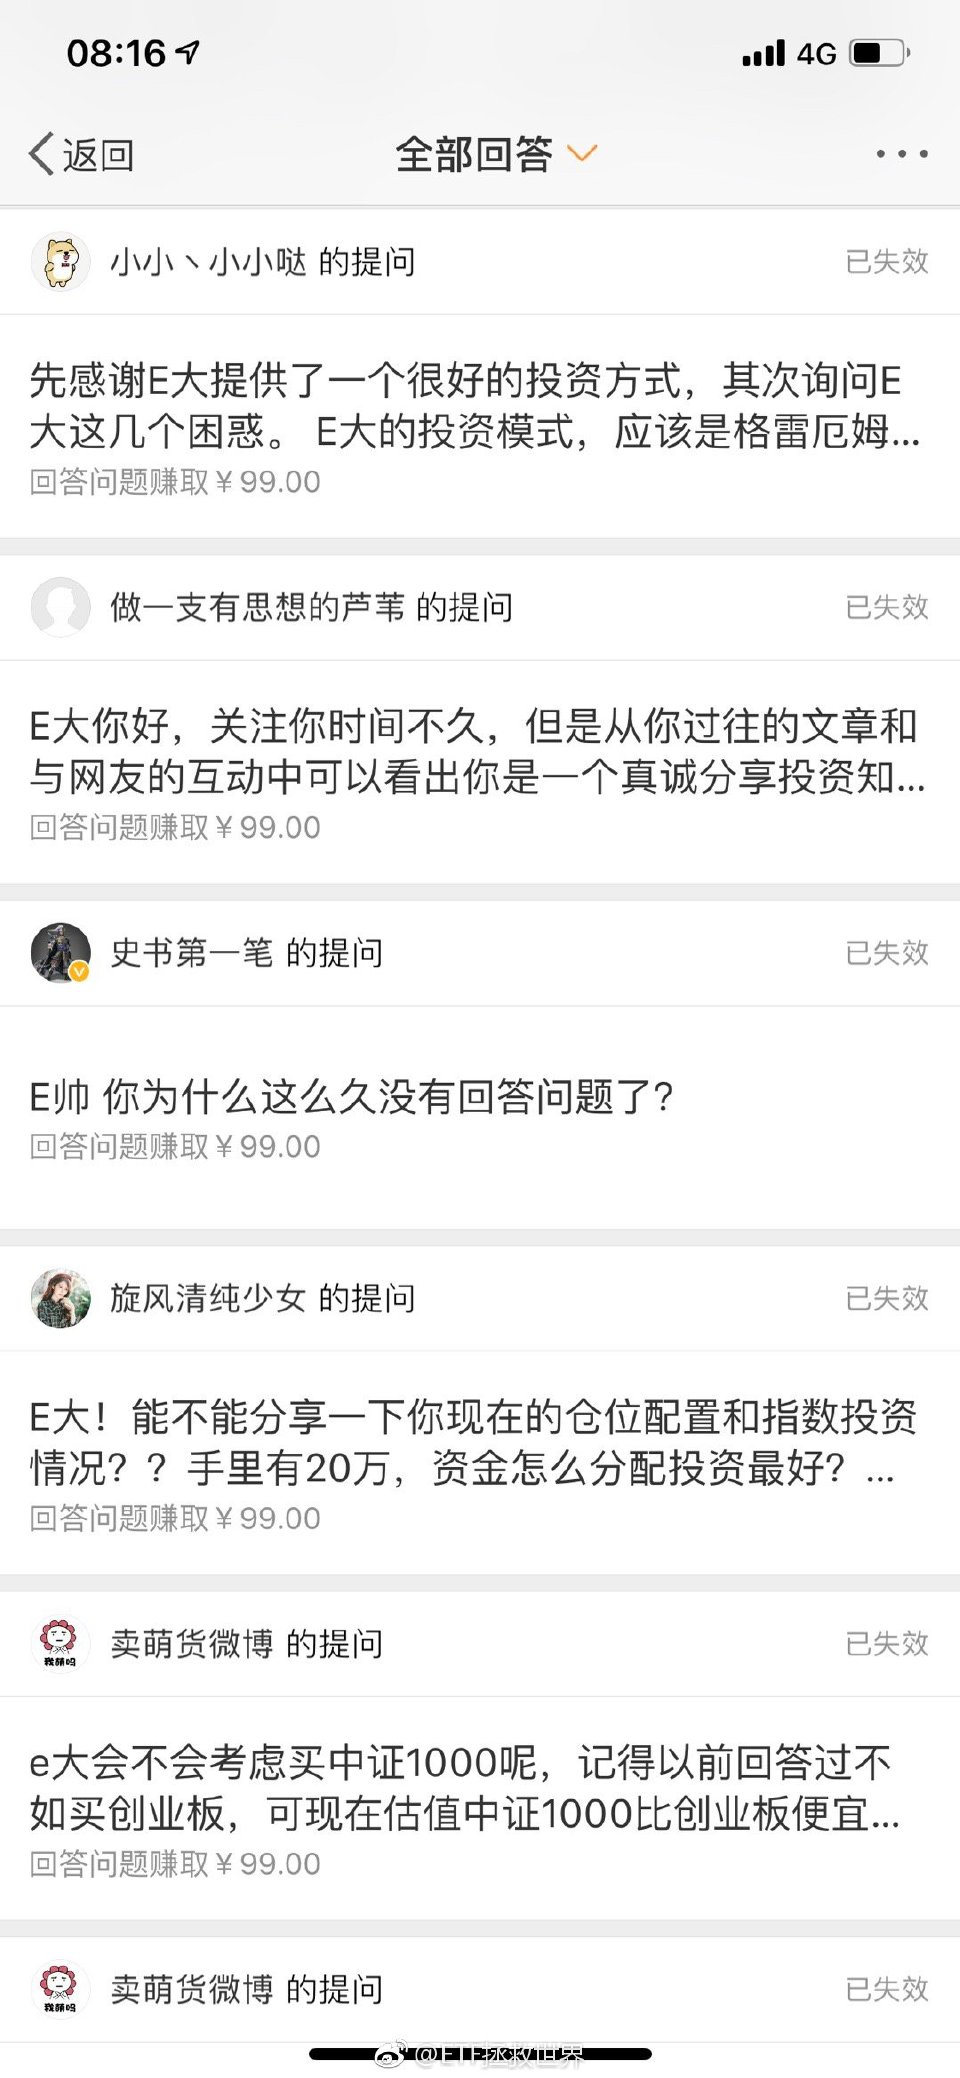 08:16
4G
返回
全部回答
小小丶小小哒 的提问
已失效
先感谢E大提供了一个很好的投资方式，其次询问E
大这几个困惑。 E大的投资模式，应该是格雷厄姆...
回答问题赚取￥99.00
做一支有思想的芦苇 的提问
已失效
E大你好，关注你时间不久，但是从你过往的文章和
与网友的互动中可以看出你是一个真诚分享投资知...
回答问题赚取￥99.00
史书第一笔 的提问
已失效
E帅 你为什么这么久没有回答问题了？
回答问题赚取￥99.00
旋风清纯少女 的提问
已失效
E大！能不能分享一下你现在的仓位配置和指数投资
情况？？手里有20万，资金怎么分配投资最好？...
回答问题赚取￥99.00
我萌吗
卖萌货微博 的提问
已失效
e大会不会考虑买中证1000呢，记得以前回答过不
如买创业板，可现在估值中证1000比创业板便宜...
回答问题赚取￥99.00
我萌吗
卖萌货微博 的提问
已失效
@ETF拯救世界